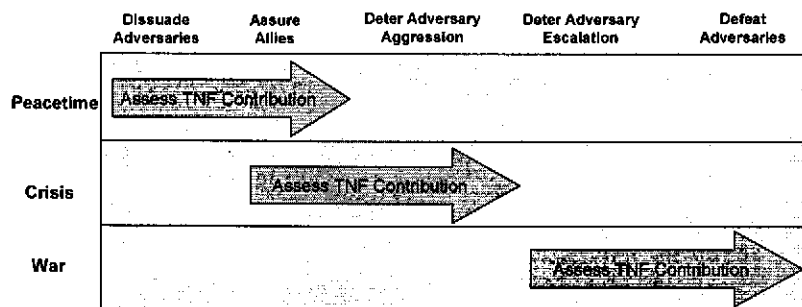 Dissuade Adversaries
Assure Allies
Deter Adversary Aggression
Deter Adversary Escalation
Defeat Adversaries
Peacetime
Assess TNF Contribution
Crisis
Assess TNF Contribution
War
Assess TNF Contribution